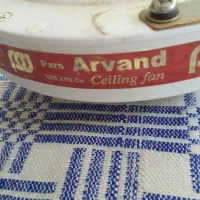 Pars Arvand
Ceiling fan